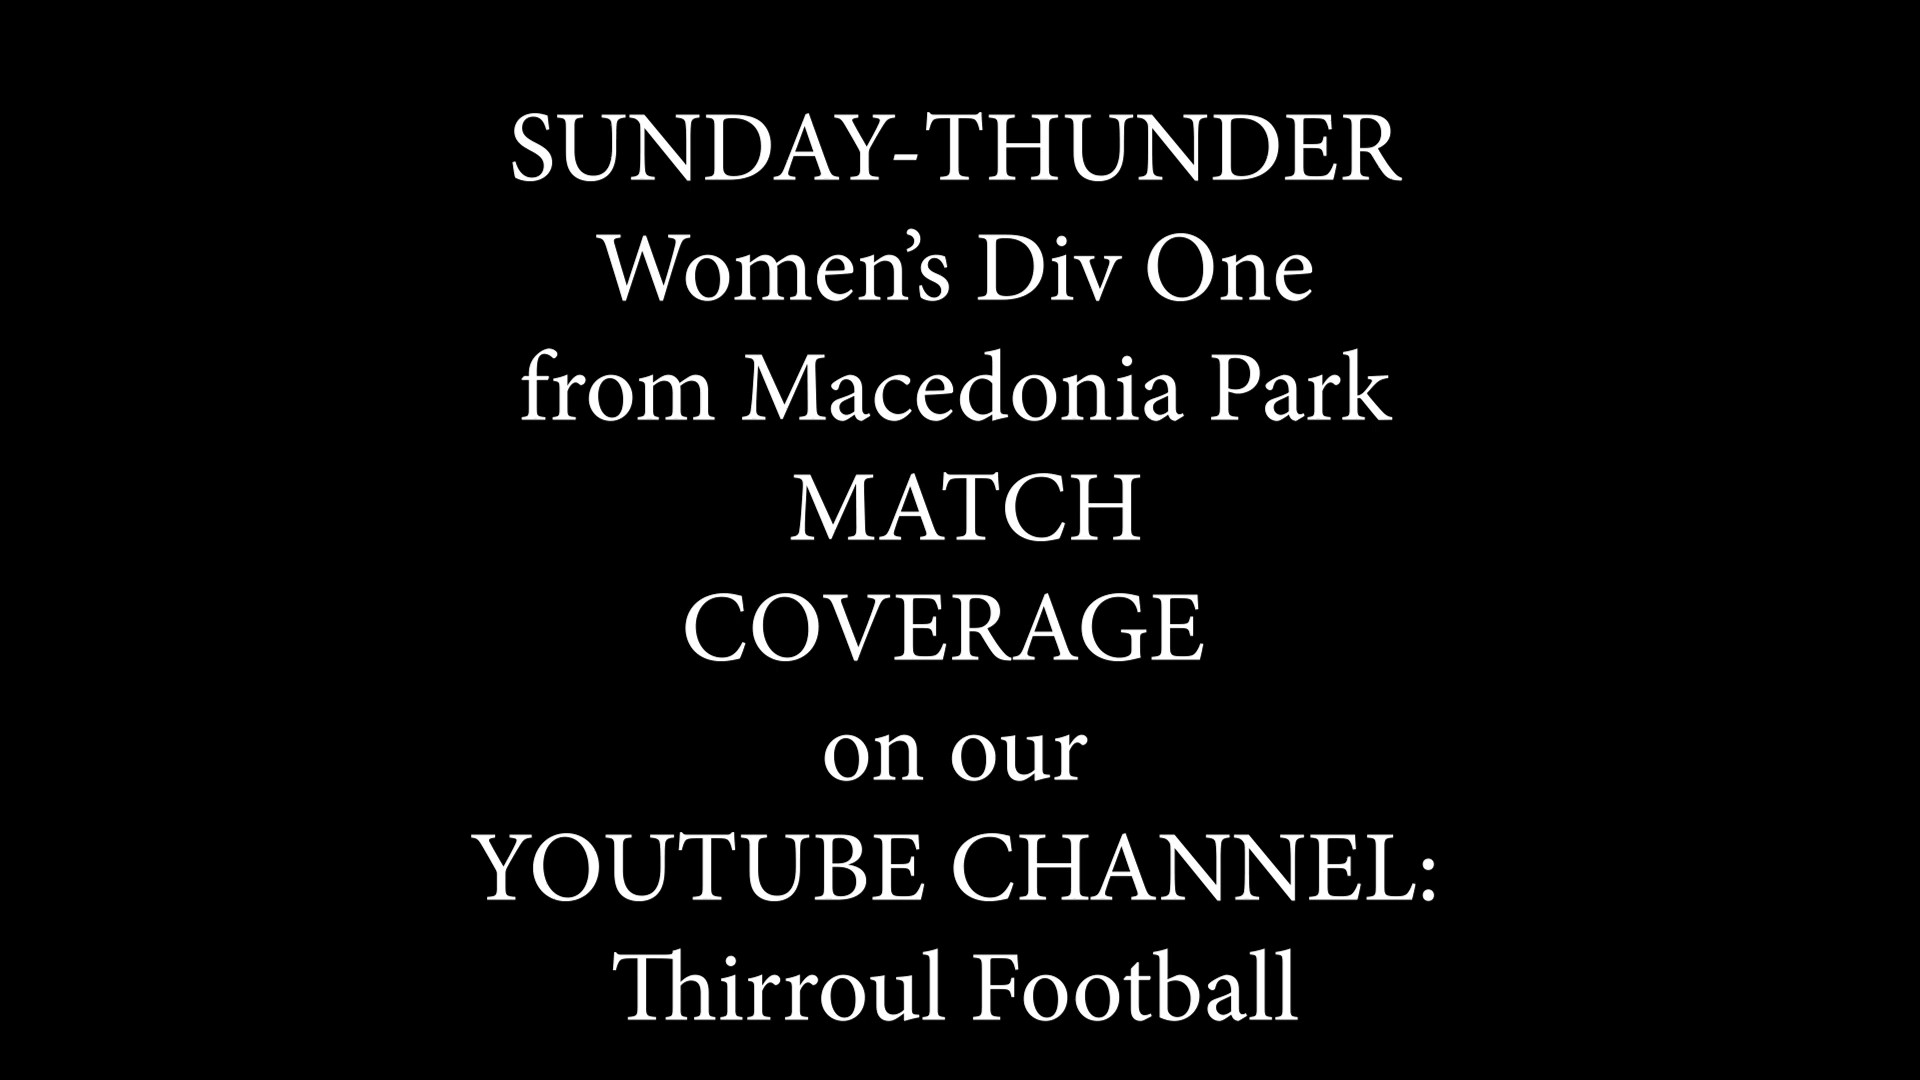 SUNDAY-THUNDER
Women’s Div One
from Macedonia Park
MATCH
COVERAGE
on our
YOUTUBE CHANNEL:
Thirroul Football